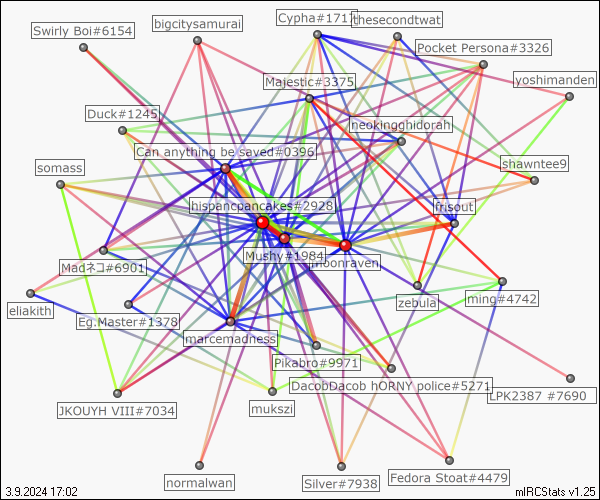 bigcitysamurai
Cypha#1717
thesecondtwat
Swirly Boi#6154
Pocket Persona#3326
Majestic#3375
yoshimanden
Duck#1245
neokingghidorah
Can anything be saved#0396
somass
shawntee9
hispanicpancakes#2928
frisout
Mushy#1984
moonraven
Madネコ#6901
zebula
ming#4742
eliakith
Eg.Master#1378
marcemadness
Pikabro#9971
DacobDacob hORNY police#5271
LPK2387 #7690
JKOUYH VIII#7034
mukszi
normalwan
Silver#7938
Fedora Stoat#4479
3.9.2024 17:02
mIRCStats v1.25